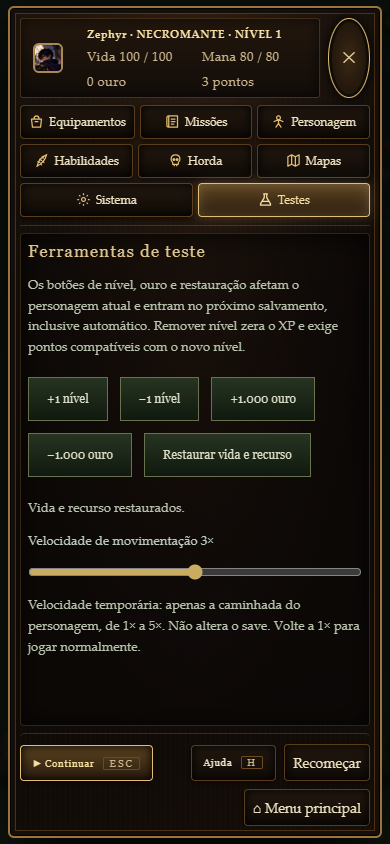 Zephyr · NECROMANTE · NÍVEL 1
Vida 100 / 100 Mana 80 / 80
0 ouro 3 pontos
Equipamentos Missões Personagem
Habilidades Horda Mapas
Sistema Testes
Ferramentas de teste
Os botões de nível, ouro e restauração afetam o
personagem atual e entram no próximo salvamento,
inclusive automático. Remover nível zera o XP e exige
pontos compatíveis com o novo nível.
+1 nível −1 nível +1.000 ouro
−1.000 ouro Restaurar vida e recurso
Vida e recurso restaurados.
Velocidade de movimentação 3×
Velocidade temporária: apenas a caminhada do
personagem, de 1× a 5×. Não altera o save. Volte a 1× para
jogar normalmente.
▶ Continuar ESC Ajuda H Recomeçar
⌂ Menu principal